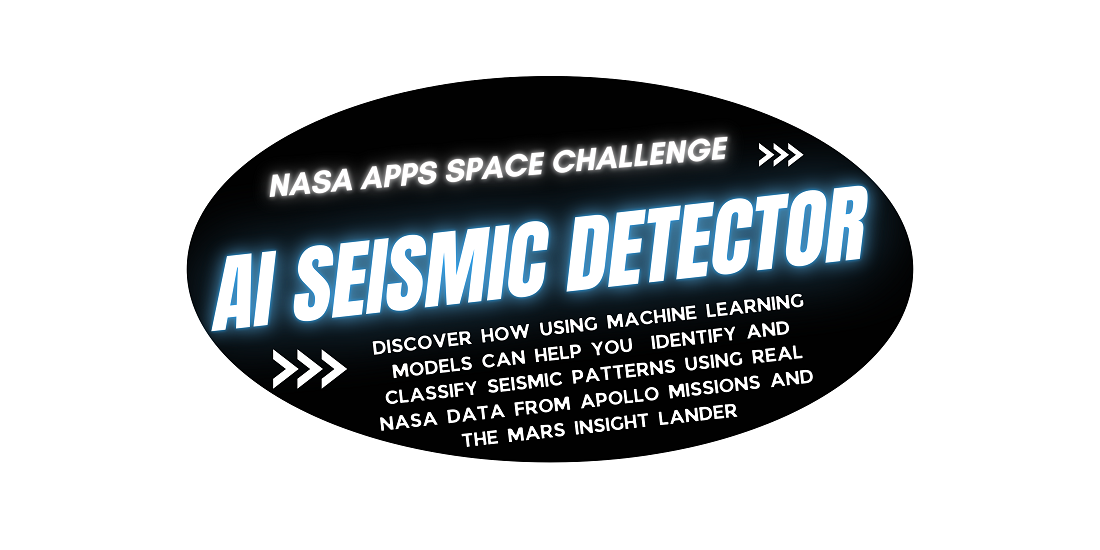 NASA APPS SPACE CHALLENGE
AI SEISMIC DETECTOR
DISCOVER HOW USING MACHINE LEARNING
MODELS CAN HELP YOU IDENTIFY AND
CLASSIFY SEISMIC PATTERNS USING REAL
NASA DATA FROM APOLLO MISSIONS AND
THE MARS INSIGHT LANDER